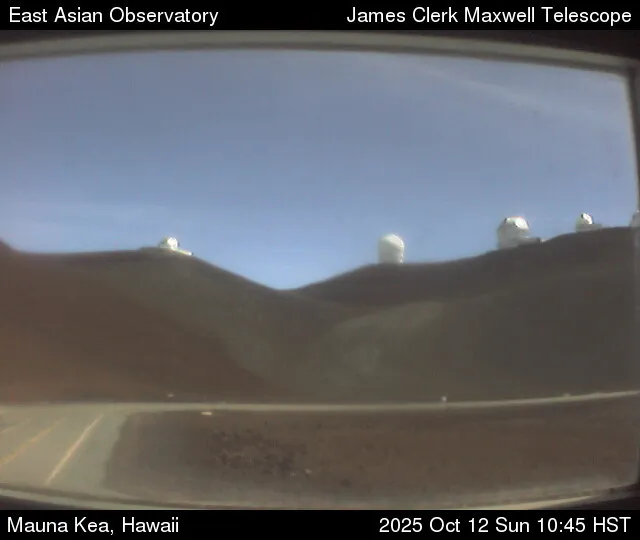 East Asian Observatory
James Clerk Maxwell Telescope
Mauna Kea, Hawaii
2025 Oct 12 Sun 10:45 HST